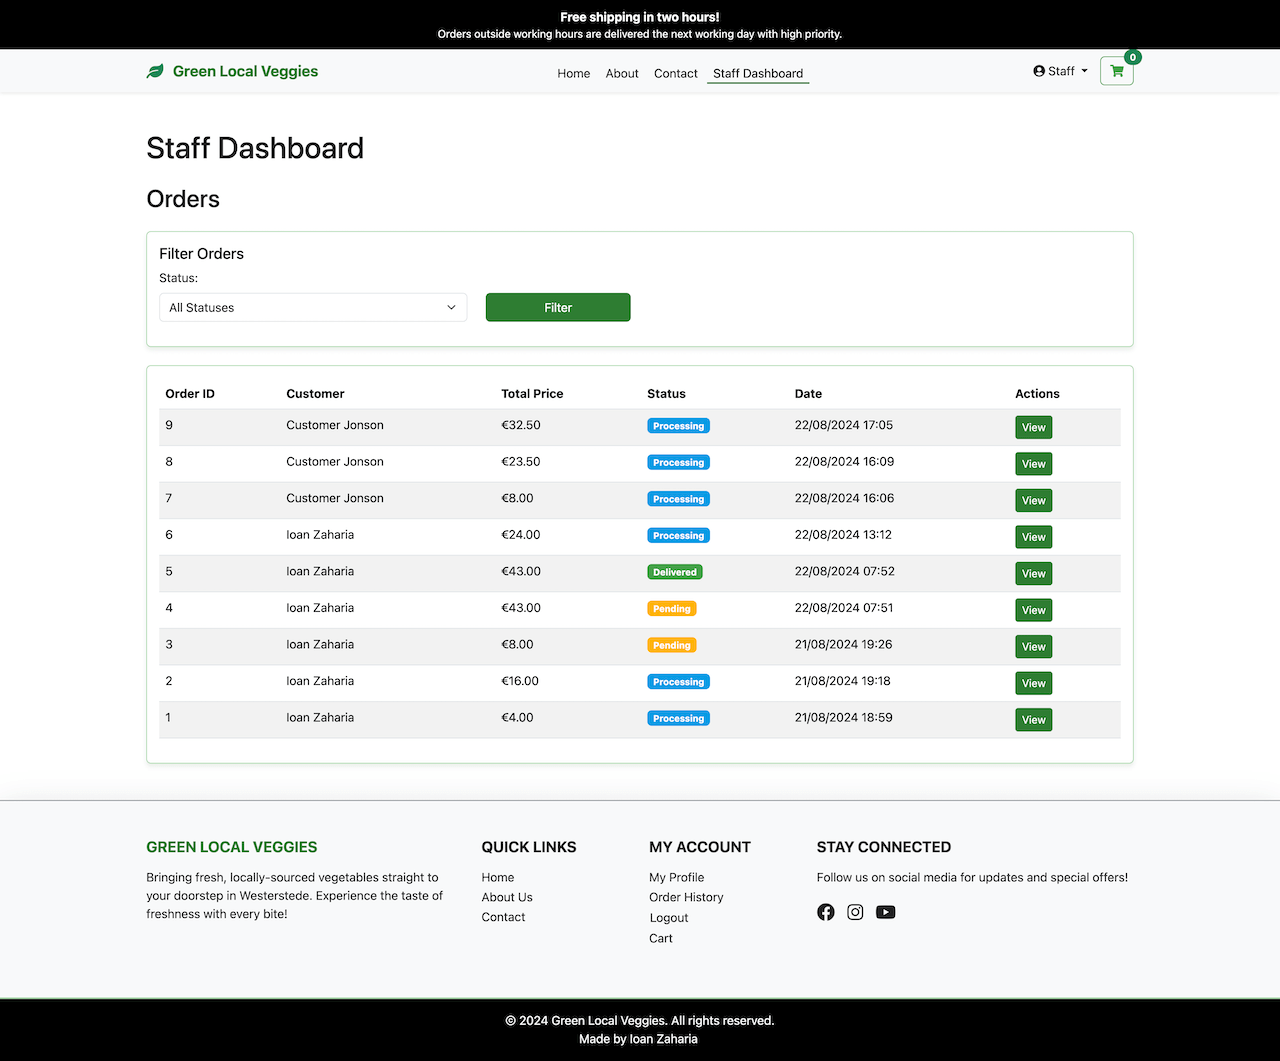 Free shipping in two hours!
Orders outside working hours are delivered the next working day with high priority.
Green Local Veggies
Home About Contact Staff Dashboard
Staff
0
Staff Dashboard
Orders
Filter Orders
Status:
All Statuses
Filter
Order ID Customer Total Price Status Date Actions
9 Customer Jonson €32.50 Processing 22/08/2024 17:05 View
8 Customer Jonson €23.50 Processing 22/08/2024 16:09 View
7 Customer Jonson €8.00 Processing 22/08/2024 16:06 View
6 Ioan Zaharia €24.00 Processing 22/08/2024 13:12 View
5 Ioan Zaharia €43.00 Delivered 22/08/2024 07:52 View
4 Ioan Zaharia €43.00 Pending 22/08/2024 07:51 View
3 Ioan Zaharia €8.00 Pending 21/08/2024 19:26 View
2 Ioan Zaharia €16.00 Processing 21/08/2024 19:18 View
1 Ioan Zaharia €4.00 Processing 21/08/2024 18:59 View
GREEN LOCAL VEGGIES
Bringing fresh, locally-sourced vegetables straight to
your doorstep in Westerstede. Experience the taste of
freshness with every bite!
QUICK LINKS
Home
About Us
Contact
MY ACCOUNT
My Profile
Order History
Logout
Cart
STAY CONNECTED
Follow us on social media for updates and special offers!
© 2024 Green Local Veggies. All rights reserved.
Made by Ioan Zaharia